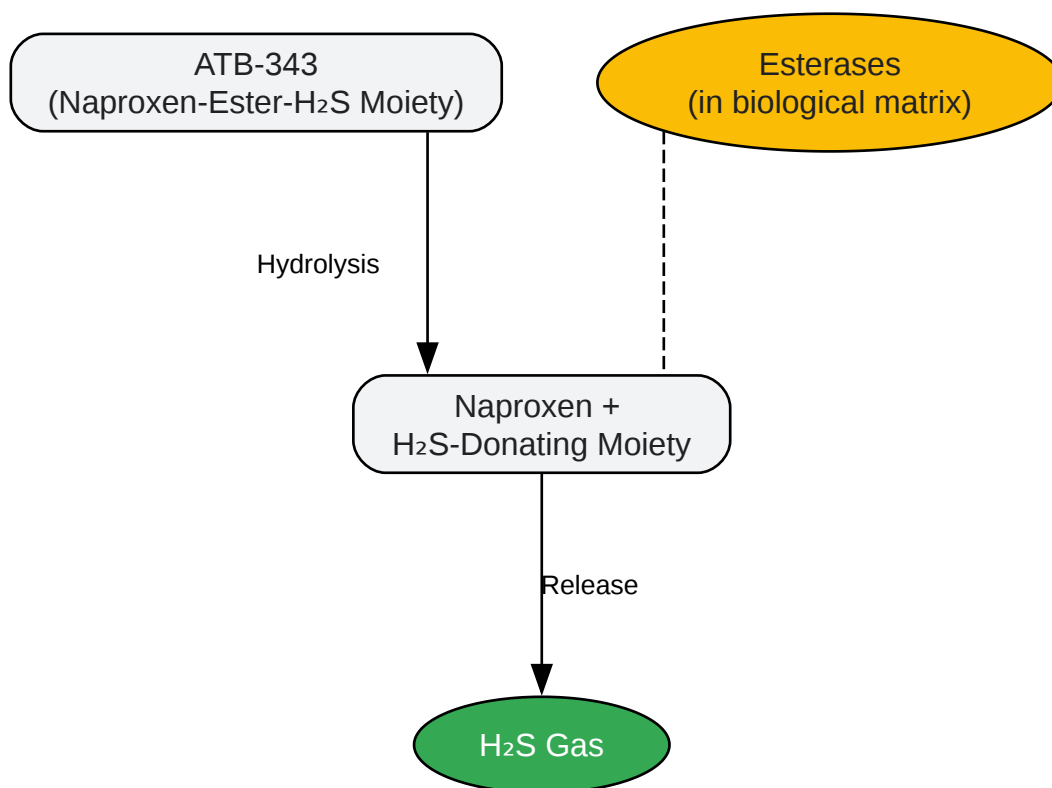 ATB-343
(Naproxen-Ester-H₂S Moiety)
Esterases
(in biological matrix)
Hydrolysis
Naproxen +
H₂S-Donating Moiety
Release
H₂S Gas